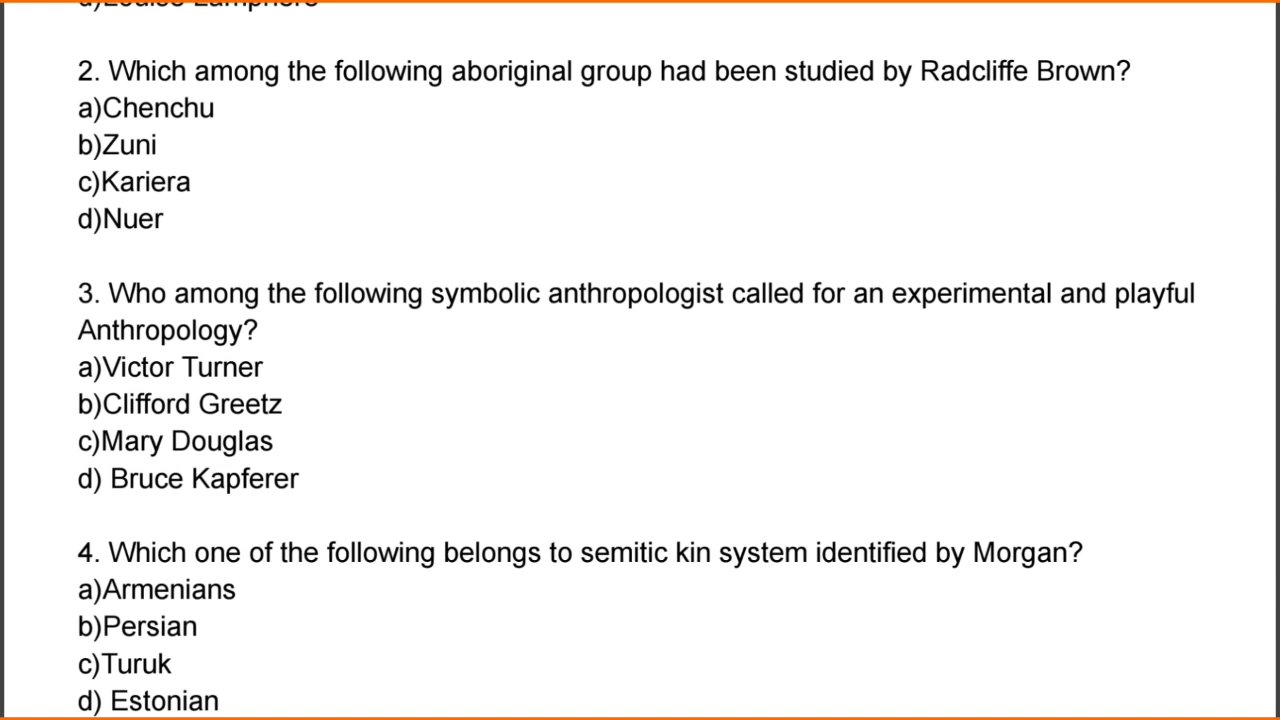 d)Louise Lamphere
2. Which among the following aboriginal group had been studied by Radcliffe Brown?
a)Chenchu
b)Zuni
c)Kariera
d)Nuer
3. Who among the following symbolic anthropologist called for an experimental and playful
Anthropology?
a)Victor Turner
b)Clifford Greetz
c)Mary Douglas
d) Bruce Kapferer
4. Which one of the following belongs to semitic kin system identified by Morgan?
a)Armenians
b)Persian
c)Turuk
d) Estonian